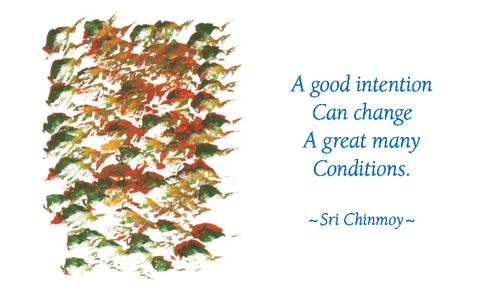 A good intention
Can change
A great many
Conditions.
~Sri Chinmoy~